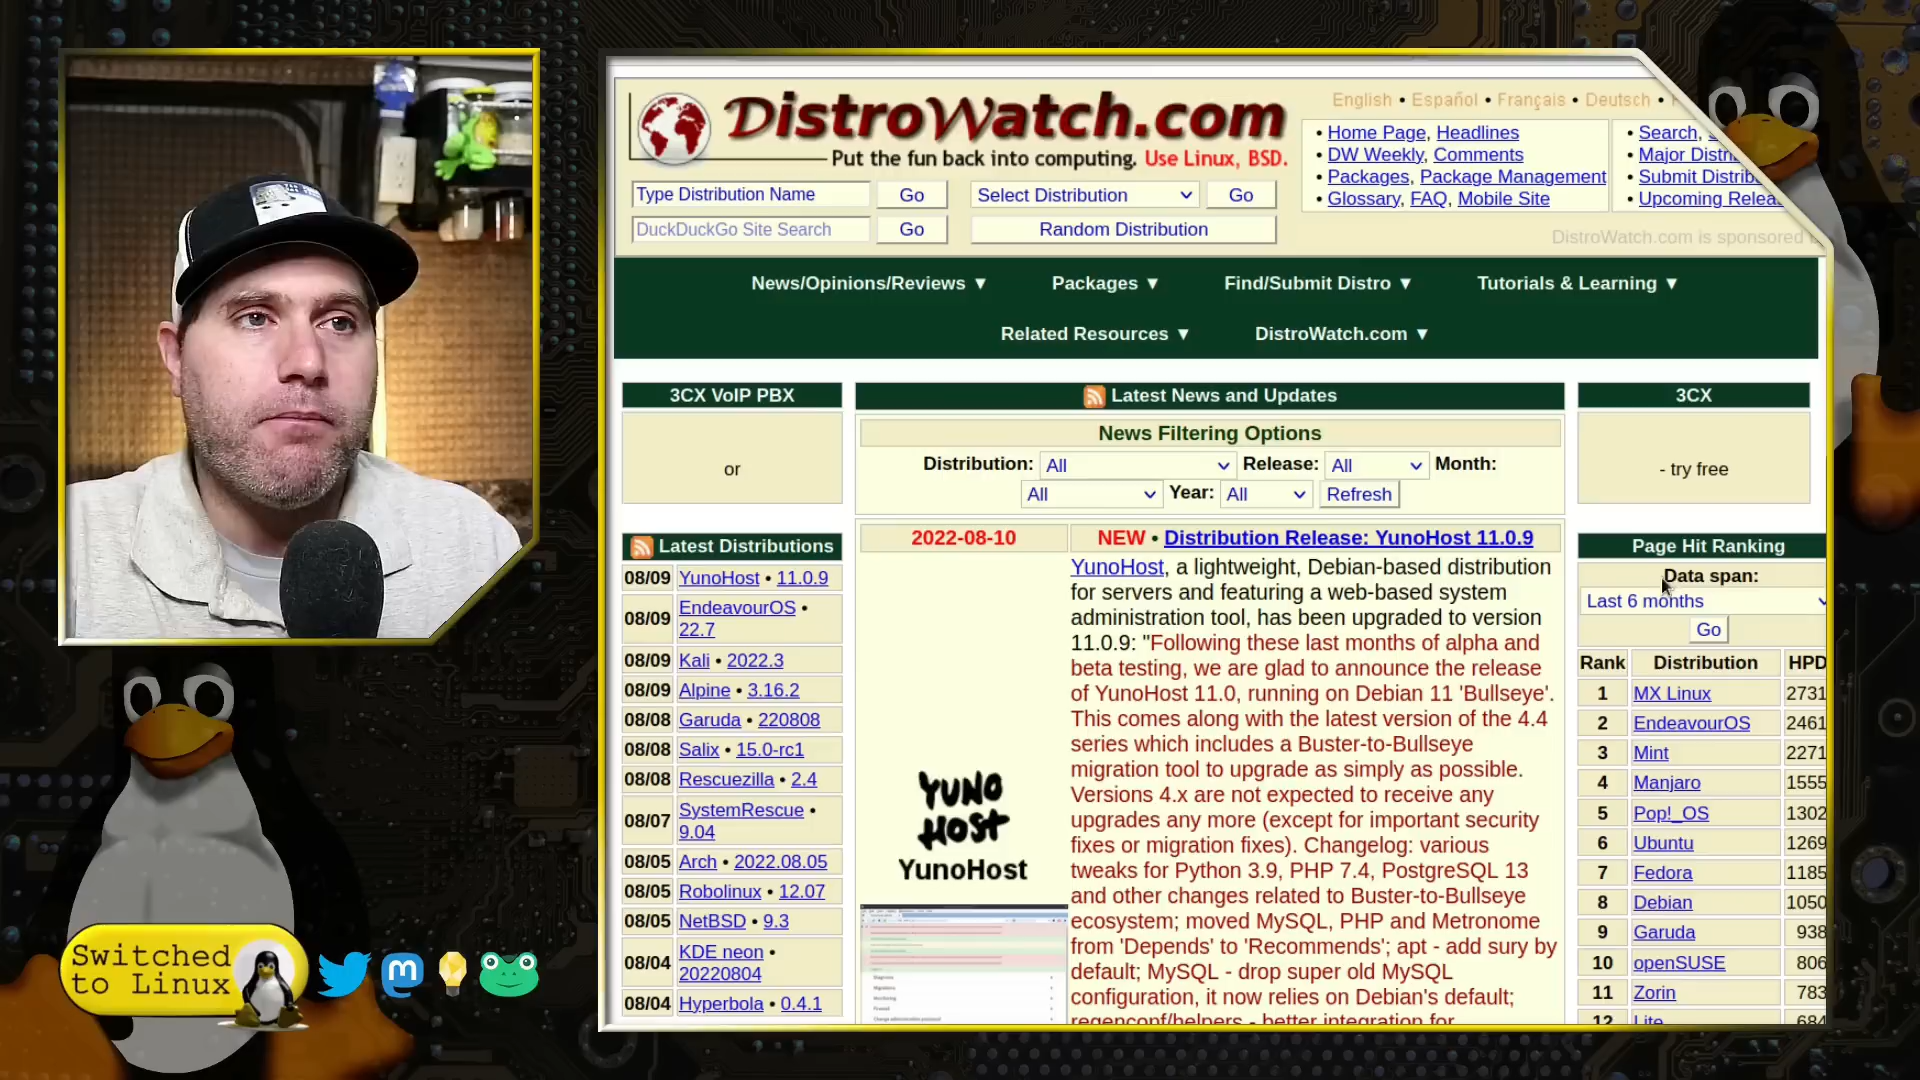 DistroWatch.com
Put the fun back into computing. Use Linux, BSD.
English • Español • Français • Deutsch •
• Home Page, Headlines
• DW Weekly, Comments
• Packages, Package Management
• Glossary, FAQ, Mobile Site
• Search,
• Major
• Submit
• Upcoming
Type Distribution Name Go Select Distribution Go
DuckDuckGo Site Search Go Random Distribution
DistroWatch.com is sponsored
News/Opinions/Reviews ▼ Packages ▼ Find/Submit Distro ▼ Tutorials & Learning ▼
Related Resources ▼ DistroWatch.com ▼
3CX VoIP PBX
or
Latest Distributions
08/09 YunoHost • 11.0.9
08/09 EndeavourOS •
22.7
08/09 Kali • 2022.3
08/09 Alpine • 3.16.2
08/08 Garuda • 220808
08/08 Salix • 15.0-rc1
08/08 Rescuezilla • 2.4
08/07 SystemRescue •
9.04
08/05 Arch • 2022.08.05
08/05 Robolinux • 12.07
08/05 NetBSD • 9.3
08/04 KDE neon •
20220804
08/04 Hyperbola • 0.4.1
Latest News and Updates
News Filtering Options
Distribution: All Release: All Month:
All Year: All Refresh
2022-08-10 NEW • Distribution Release: YunoHost 11.0.9
YunoHost, a lightweight, Debian-based distribution
for servers and featuring a web-based system
administration tool, has been upgraded to version
11.0.9: "Following these last months of alpha and
beta testing, we are glad to announce the release
of YunoHost 11.0, running on Debian 11 'Bullseye'.
This comes along with the latest version of the 4.4
series which includes a Buster-to-Bullseye
migration tool to upgrade as simply as possible.
Versions 4.x are not expected to receive any
upgrades any more (except for important security
fixes or migration fixes). Changelog: various
tweaks for Python 3.9, PHP 7.4, PostgreSQL 13
and other changes related to Buster-to-Bullseye
ecosystem; moved MySQL, PHP and Metronome
from 'Depends' to 'Recommends'; apt - add sury by
default; MySQL - drop super old MySQL
configuration, it now relies on Debian's default;
regenconf/helpers - better integration for
YUNO
HOST
YunoHost
3CX
- try free
Page Hit Ranking
Data span:
Last 6 months
Go
Rank Distribution HPD
1 MX Linux 2731
2 EndeavourOS 2461
3 Mint 2271
4 Manjaro 1555
5 Pop!_OS 1302
6 Ubuntu 1269
7 Fedora 1185
8 Debian 1050
9 Garuda 938
10 openSUSE 806
11 Zorin 783
12 Lite 684
Switched
to Linux